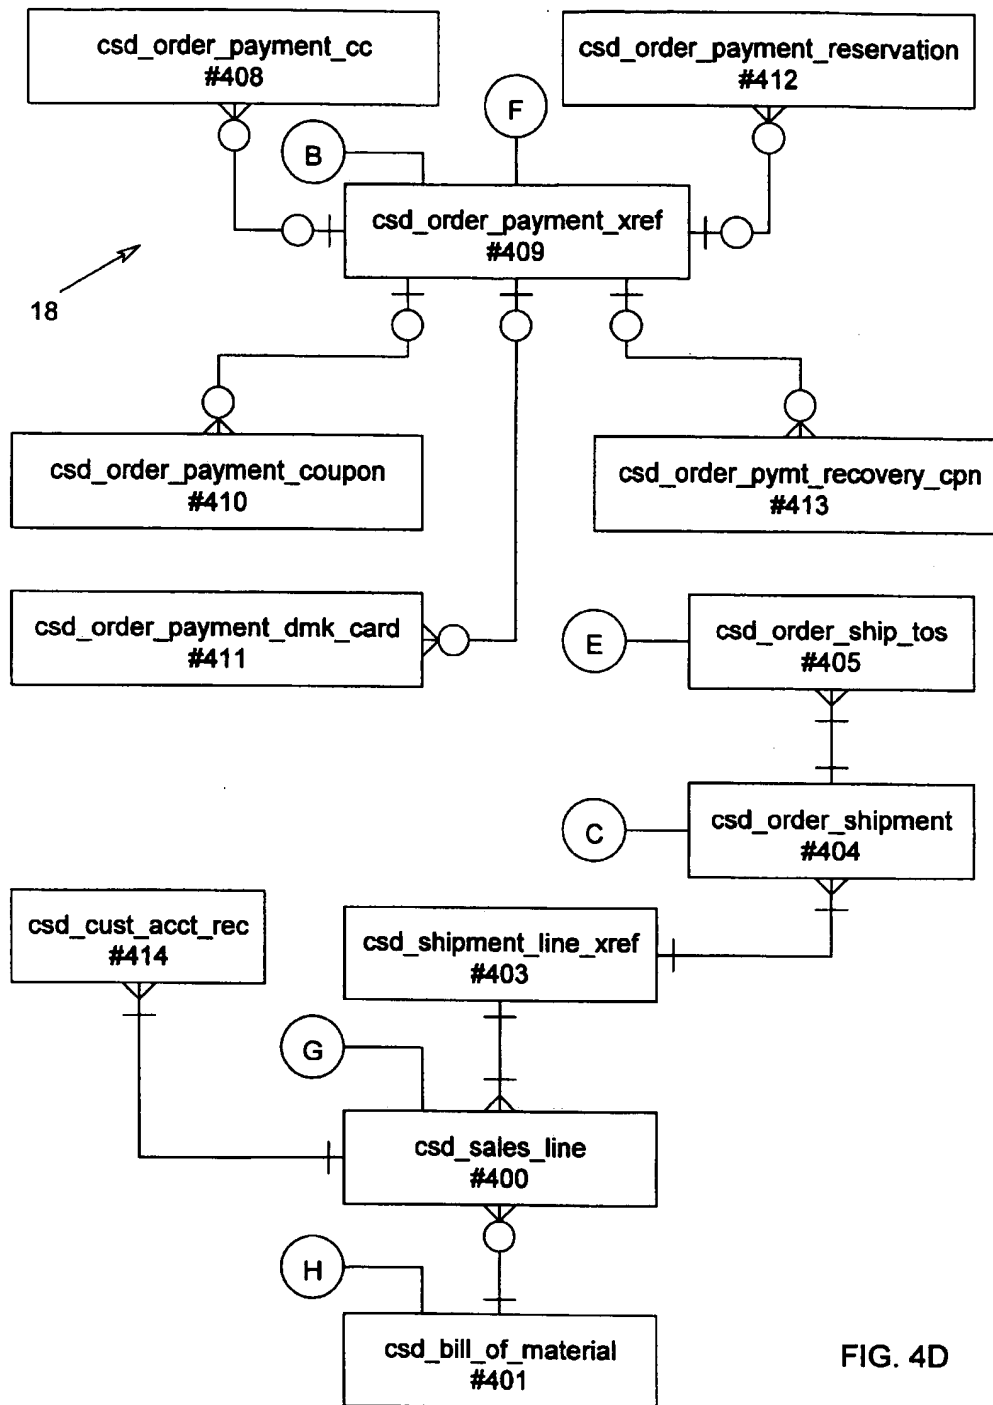 csd_order_payment_cc
#408
csd_order_payment_reservation
#412
F
B
csd_order_payment_xref
#409
18
csd_order_payment_coupon
#410
csd_order_pymt_recovery_cpn
#413
csd_order_payment_dmk_card
#411
E
csd_order_ship_tos
#405
C
csd_order_shipment
#404
csd_cust_acct_rec
#414
csd_shipment_line_xref
#403
G
csd_sales_line
#400
H
csd_bill_of_material
#401
FIG. 4D